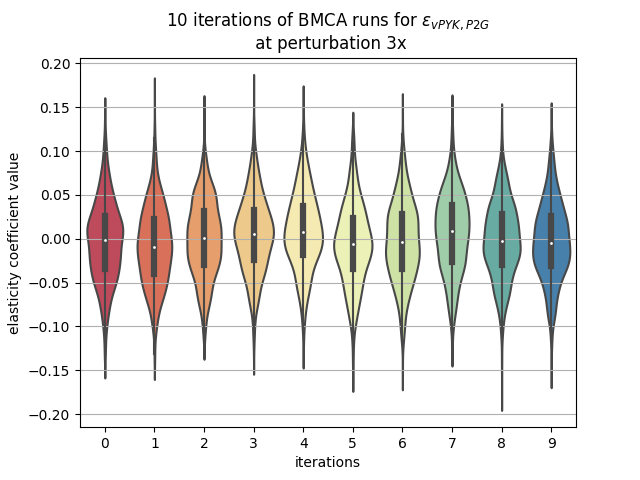 10 iterations of BMCA runs for ε_{vPYK, P2G}
at perturbation 3x
elasticity coefficient value
0.20
0.15
0.10
0.05
0.00
−0.05
−0.10
−0.15
−0.20
0 1 2 3 4 5 6 7 8 9
iterations